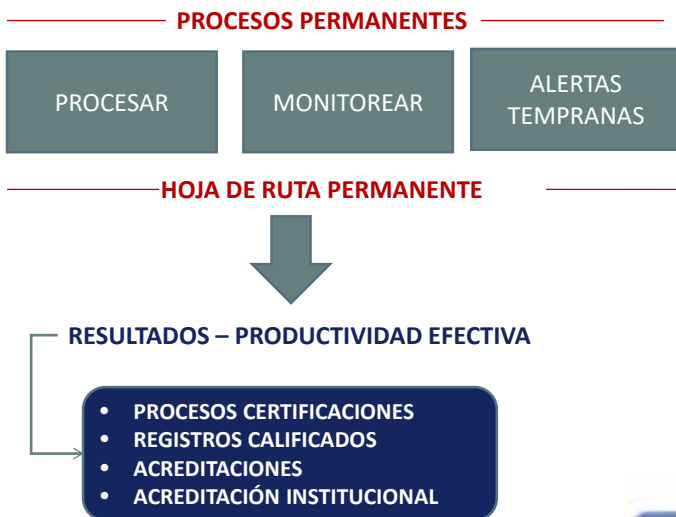 PROCESOS PERMANENTES
PROCESAR
MONITOREAR
ALERTAS
TEMPRANAS
HOJA DE RUTA PERMANENTE
RESULTADOS – PRODUCTIVIDAD EFECTIVA
• PROCESOS CERTIFICACIONES
• REGISTROS CALIFICADOS
• ACREDITACIONES
• ACREDITACIÓN INSTITUCIONAL